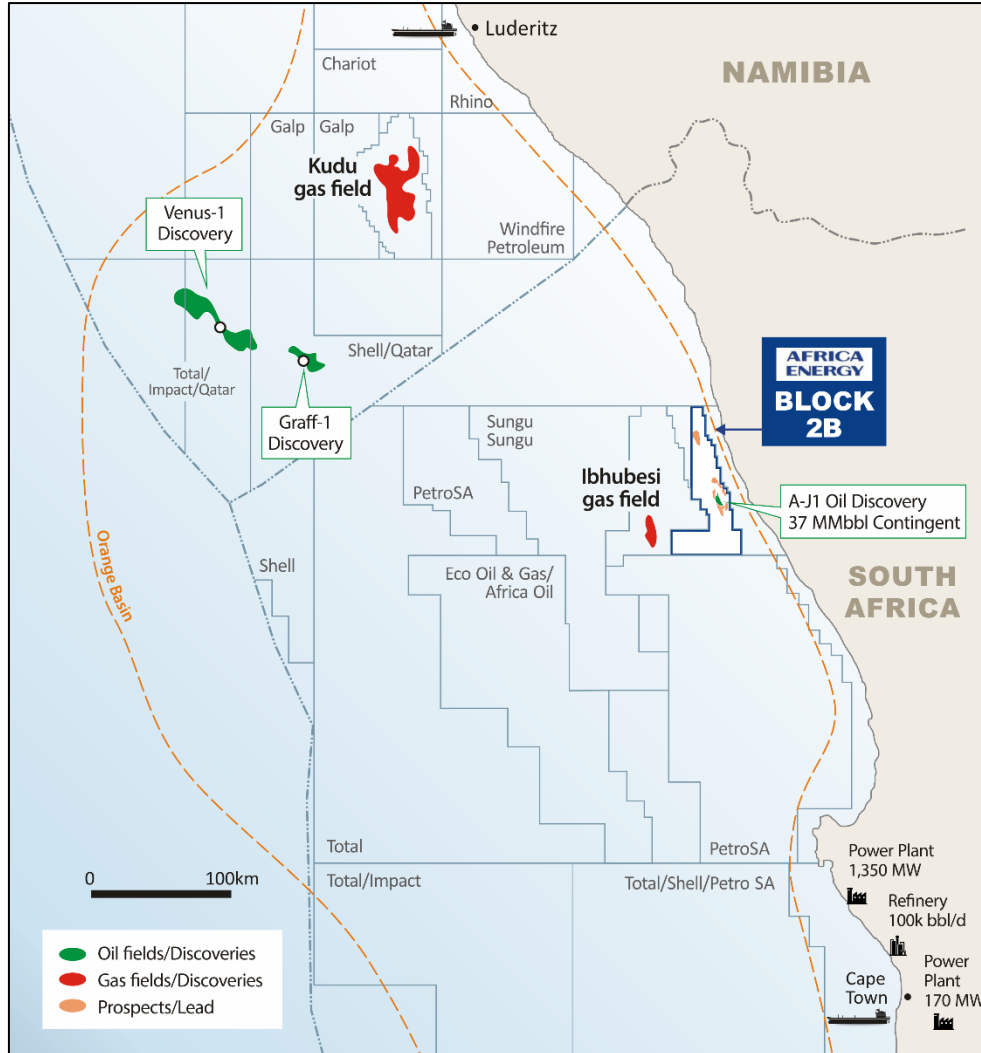 Luderitz
NAMIBIA
Chariot
Rhino
Galp
Galp
Kudu
gas field
Venus-1
Discovery
Windfire
Petroleum
Shell/Qatar
Total/
Impact/Qatar
Graff-1
Discovery
AFRICA
ENERGY
BLOCK
2B
Sungu
Sungu
PetroSA
Ibhubesi
gas field
A-J1 Oil Discovery
37 MMbbl Contingent
Orange Basin
Shell
Eco Oil & Gas/
Africa Oil
SOUTH
AFRICA
Total
PetroSA
Power Plant
1,350 MW
0 100km
Total/Impact
Total/Shell/Petro SA
Refinery
100k bbl/d
Oil fields/Discoveries
Gas fields/Discoveries
Prospects/Lead
Cape
Town
Power
Plant
170 MW